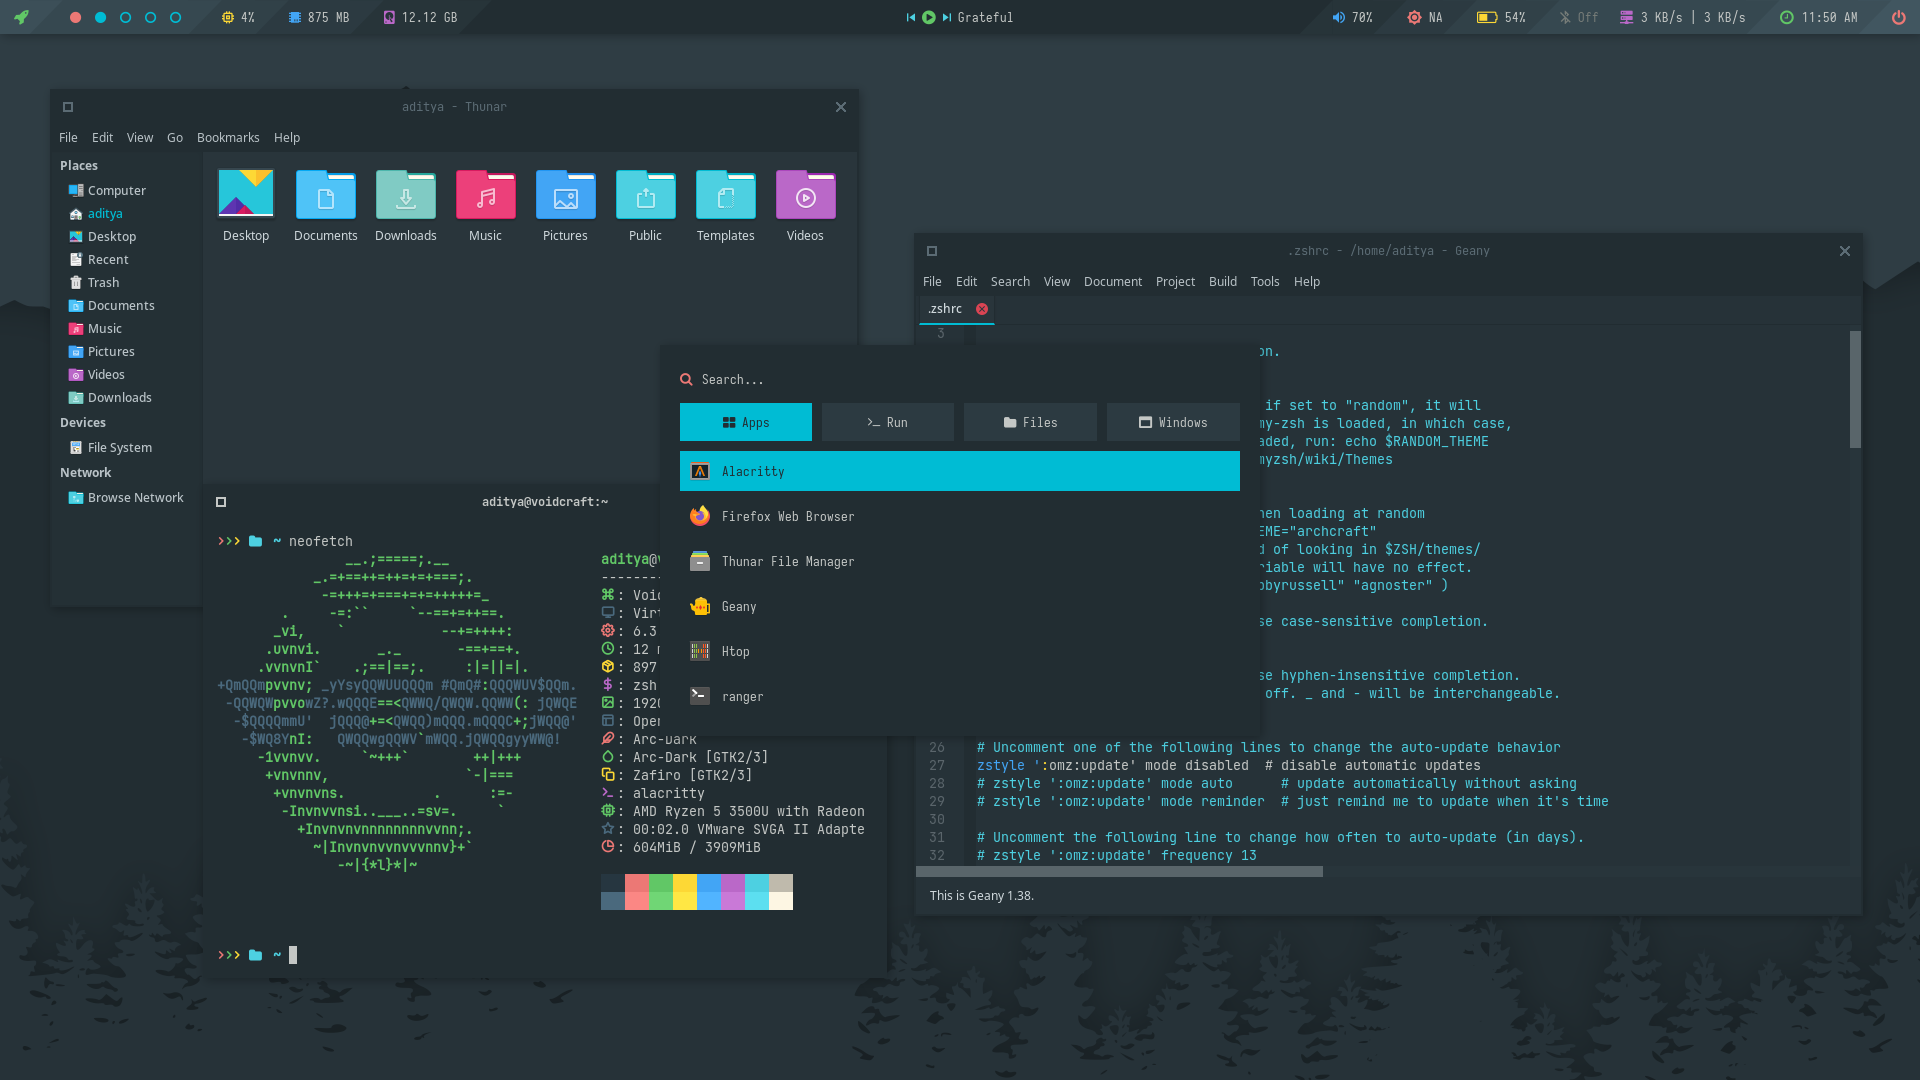 4%
875 MB
12.12 GB
Grateful
70%
NA
54%
Off
3 KB/s | 3 KB/s
11:50 AM
aditya - Thunar
File Edit View Go Bookmarks Help
Places
Computer
aditya
Desktop
Recent
Trash
Documents
Music
Pictures
Videos
Downloads
Devices
File System
Network
Browse Network
Desktop Documents Downloads Music Pictures Public Templates Videos
aditya@voidcraft:~
~ neofetch
aditya@
--------
: Voi
: Vir
: 6.3
: 12
: 897
: zsh
: 1920
: Open
: Arc-Dark
: Arc-Dark [GTK2/3]
: Zafiro [GTK2/3]
: alacritty
: AMD Ryzen 5 3500U with Radeon
: 00:02.0 VMware SVGA II Adapte
: 604MiB / 3909MiB
~
Search...
Apps
Run
Files
Windows
Alacritty
Firefox Web Browser
Thunar File Manager
Geany
Htop
ranger
.zshrc - /home/aditya - Geany
File Edit Search View Document Project Build Tools Help
.zshrc
3
on.
if set to "random", it will
my-zsh is loaded, in which case,
aded, run: echo $RANDOM_THEME
myzsh/wiki/Themes
hen loading at random
EME="archcraft"
d of looking in $ZSH/themes/
riable will have no effect.
obyrussell" "agnoster" )
se case-sensitive completion.
se hyphen-insensitive completion.
off. _ and - will be interchangeable.
26 # Uncomment one of the following lines to change the auto-update behavior
27 zstyle ':omz:update' mode disabled  # disable automatic updates
28 # zstyle ':omz:update' mode auto      # update automatically without asking
29 # zstyle ':omz:update' mode reminder  # just remind me to update when it's time
30
31 # Uncomment the following line to change how often to auto-update (in days).
32 # zstyle ':omz:update' frequency 13
This is Geany 1.38.